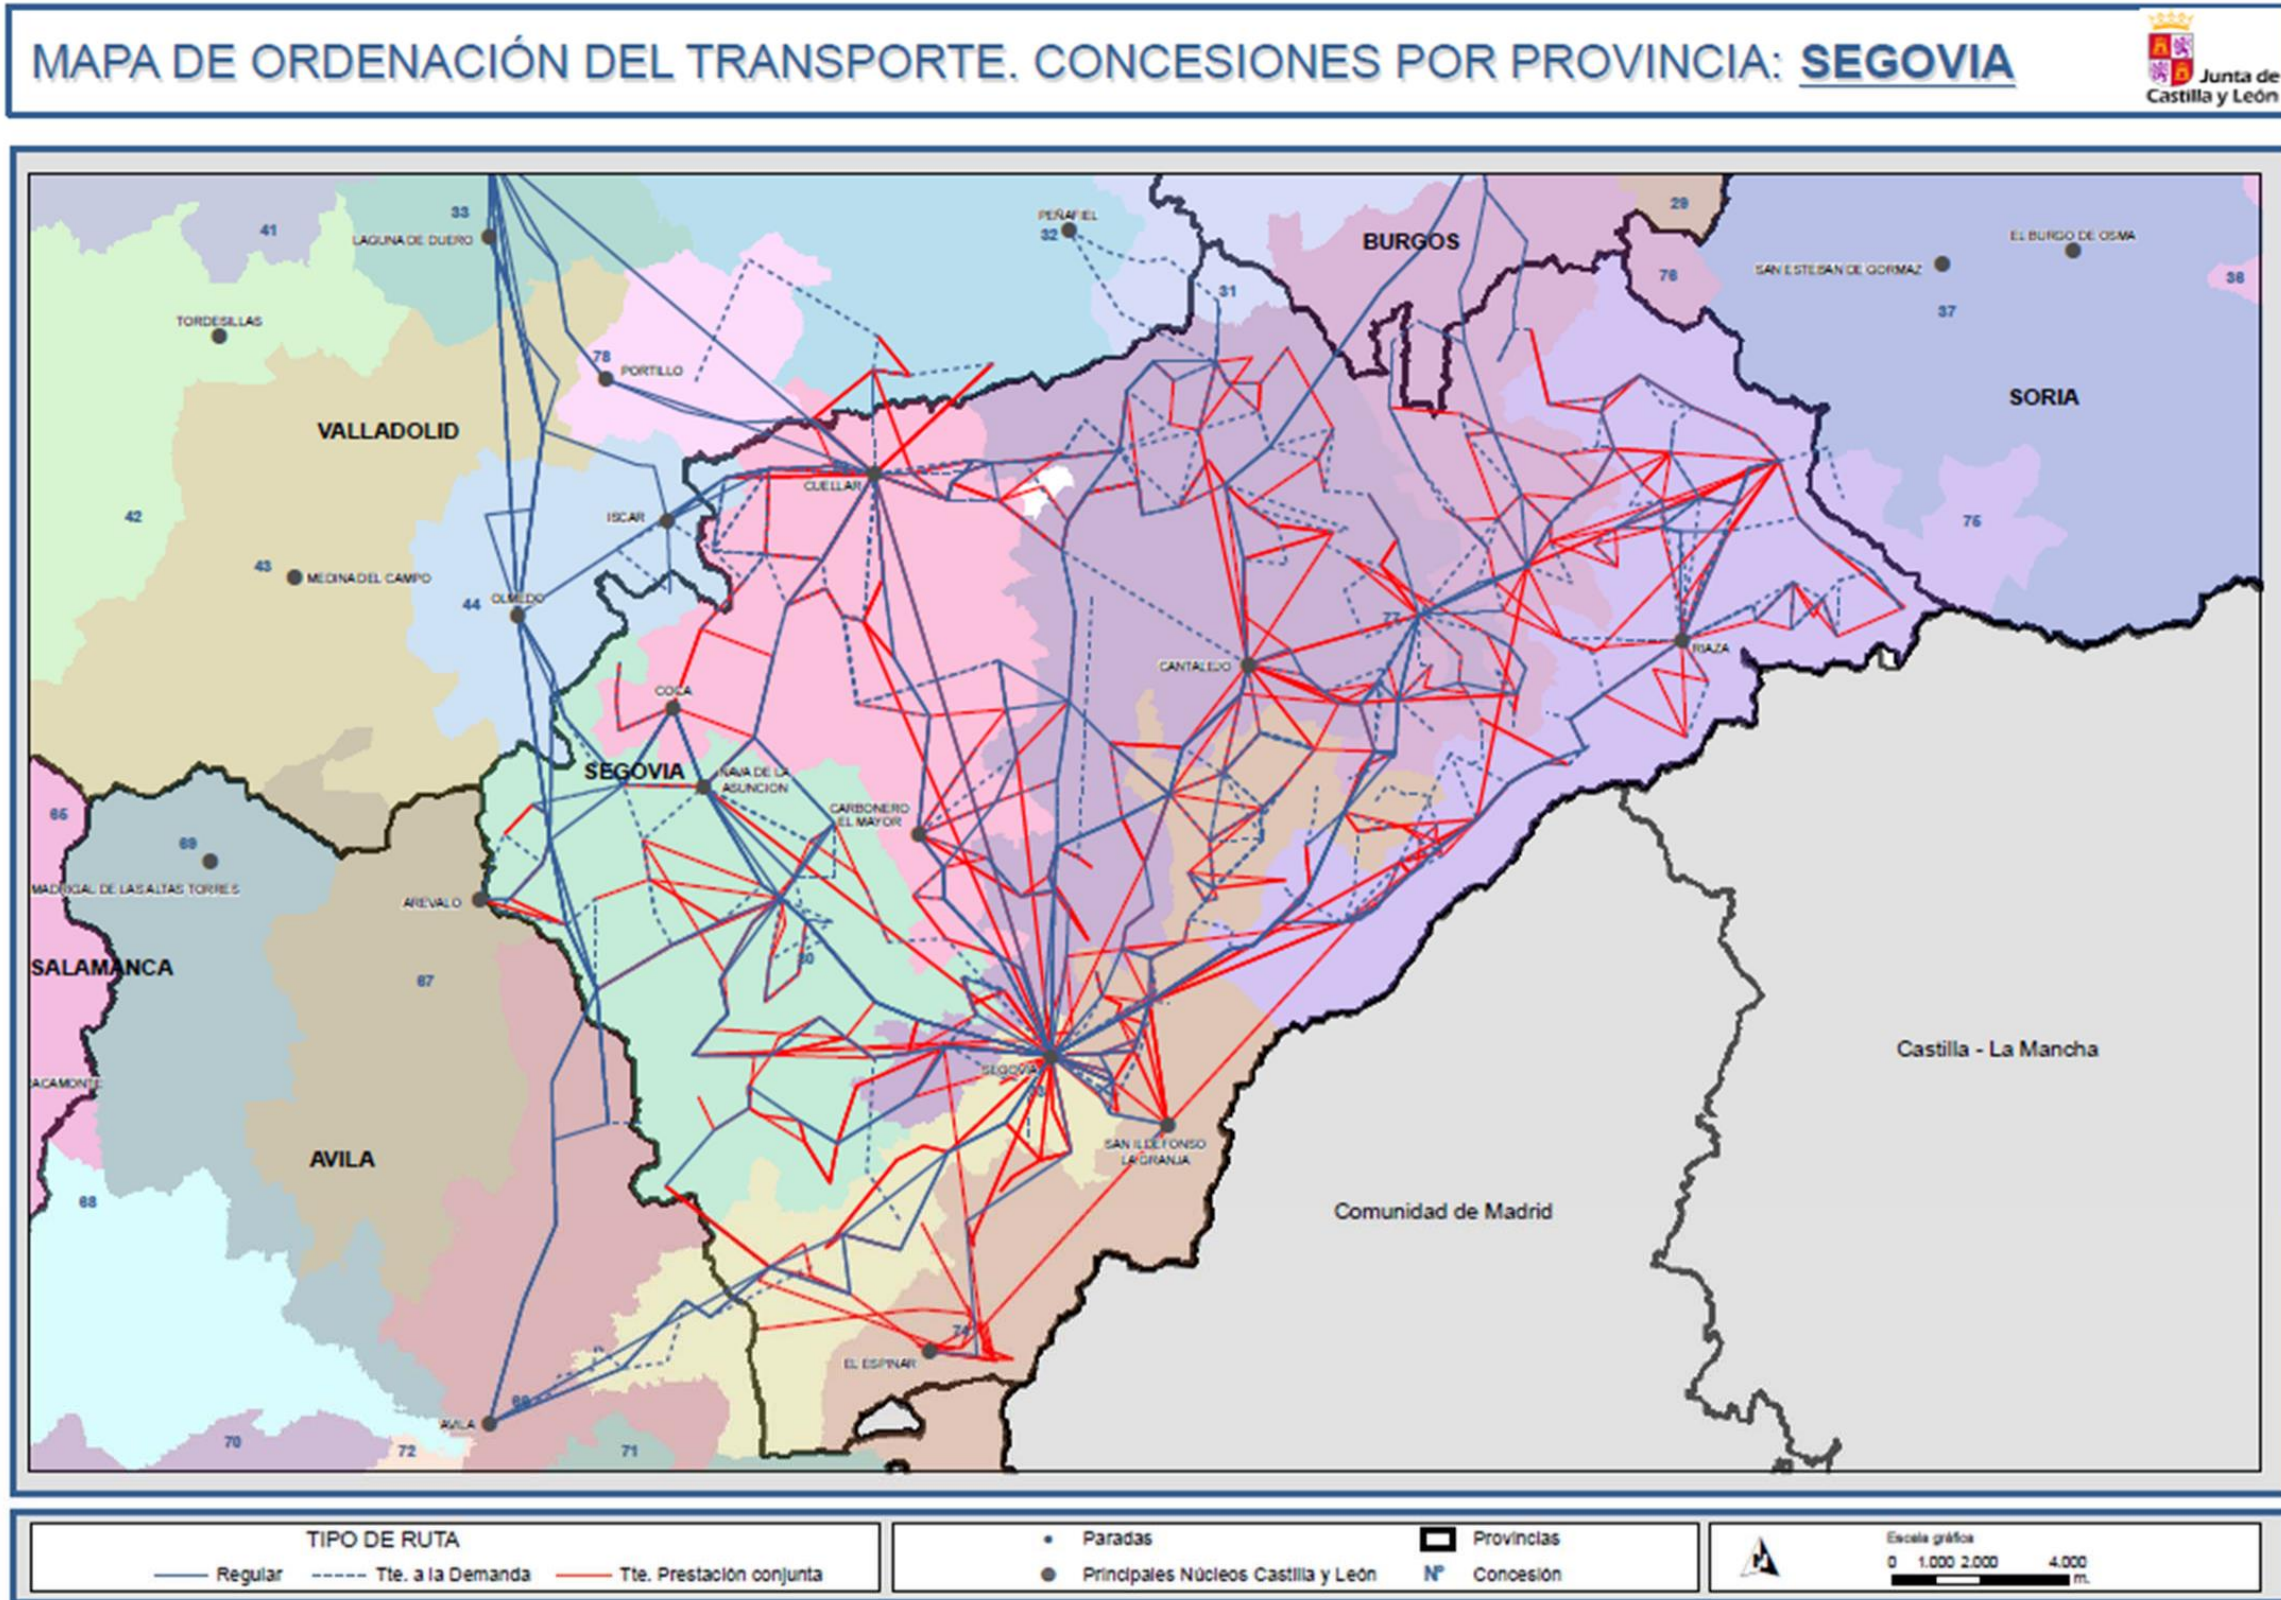 MAPA DE ORDENACIÓN DEL TRANSPORTE. CONCESIONES POR PROVINCIA: SEGOVIA
Junta de
Castilla y León
41
33
LAGUNA DE DUERO
PEÑAFIEL
32
BURGOS
29
EL BURGO DE OSMA
SAN ESTEBAN DE GORMAZ
76
36
31
37
TORDESILLAS
78
PORTILLO
VALLADOLID
SORIA
CUELLAR
42
ISCAR
75
43
MEDINA DEL CAMPO
44
OLMEDO
77
CANTALEJO
RIAZA
COCA
SEGOVIA
NAVA DE LA
ASUNCION
CARBONERO
EL MAYOR
65
69
MADRIGAL DE LAS ALTAS TORRES
AREVALO
SALAMANCA
67
Castilla - La Mancha
SEGOVIA
ACAMONTE
SAN ILDEFONSO
LA GRANJA
AVILA
68
Comunidad de Madrid
74
EL ESPINAR
AVILA
70
72
71
TIPO DE RUTA
Regular
Tte. a la Demanda
Tte. Prestación conjunta
Paradas
Provincias
Principales Núcleos Castilla y León
Nº
Concesión
Escala gráfica
0 1.000 2.000 4.000
m.